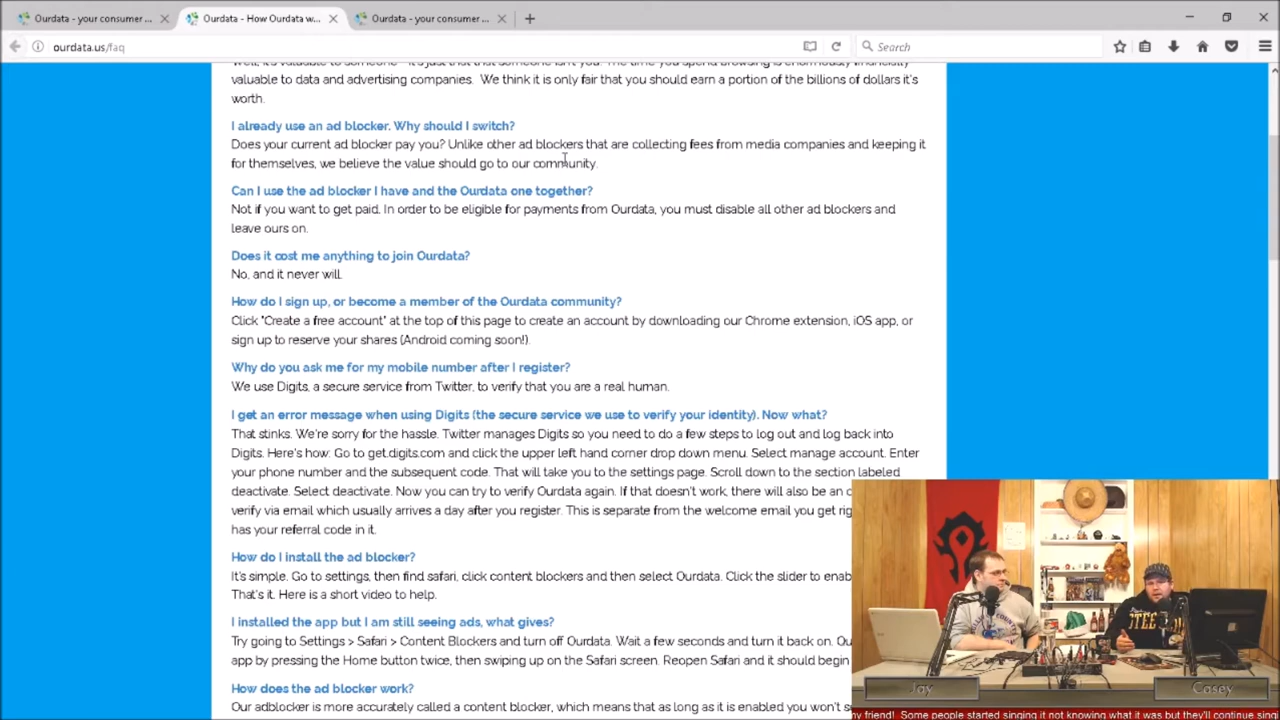 Ourdata - your consumer ...
Ourdata - How Ourdata w...
Ourdata - your consumer ...
ourdata.us/faq
Search
Well, it's valuable to someone - it's just that that someone isn't you. The time you spend browsing is enormously financially
valuable to data and advertising companies. We think it is only fair that you should earn a portion of the billions of dollars it's
worth.
I already use an ad blocker. Why should I switch?
Does your current ad blocker pay you? Unlike other ad blockers that are collecting fees from media companies and keeping it
for themselves, we believe the value should go to our community.
Can I use the ad blocker I have and the Ourdata one together?
Not if you want to get paid. In order to be eligible for payments from Ourdata, you must disable all other ad blockers and
leave ours on.
Does it cost me anything to join Ourdata?
No, and it never will.
How do I sign up, or become a member of the Ourdata community?
Click "Create a free account" at the top of this page to create an account by downloading our Chrome extension, iOS app, or
sign up to reserve your shares (Android coming soon!).
Why do you ask me for my mobile number after I register?
We use Digits, a secure service from Twitter, to verify that you are a real human.
I get an error message when using Digits (the secure service we use to verify your identity). Now what?
That stinks. We're sorry for the hassle. Twitter manages Digits so you need to do a few steps to log out and log back into
Digits. Here's how: Go to get.digits.com and click the upper left hand corner drop down menu. Select manage account. Enter
your phone number and the subsequent code. That will take you to the settings page. Scroll down to the section labeled
deactivate. Select deactivate. Now you can try to verify Ourdata again. If that doesn't work, there will also be an
verify via email which usually arrives a day after you register. This is separate from the welcome email you get
has your referral code in it.
How do I install the ad blocker?
It's simple. Go to settings, then find safari, click content blockers and then select Ourdata. Click the slider to
That's it. Here is a short video to help.
I installed the app but I am still seeing ads, what gives?
Try going to Settings > Safari > Content Blockers and turn off Ourdata. Wait a few seconds and turn it back on.
app by pressing the Home button twice, then swiping up on the Safari screen. Reopen Safari and it should begin
How does the ad blocker work?
Our adblocker is more accurately called a content blocker, which means that as long as it is enabled you won't
Jay
Casey
my friend! Some people started singing it not knowing what it was but they'll continue